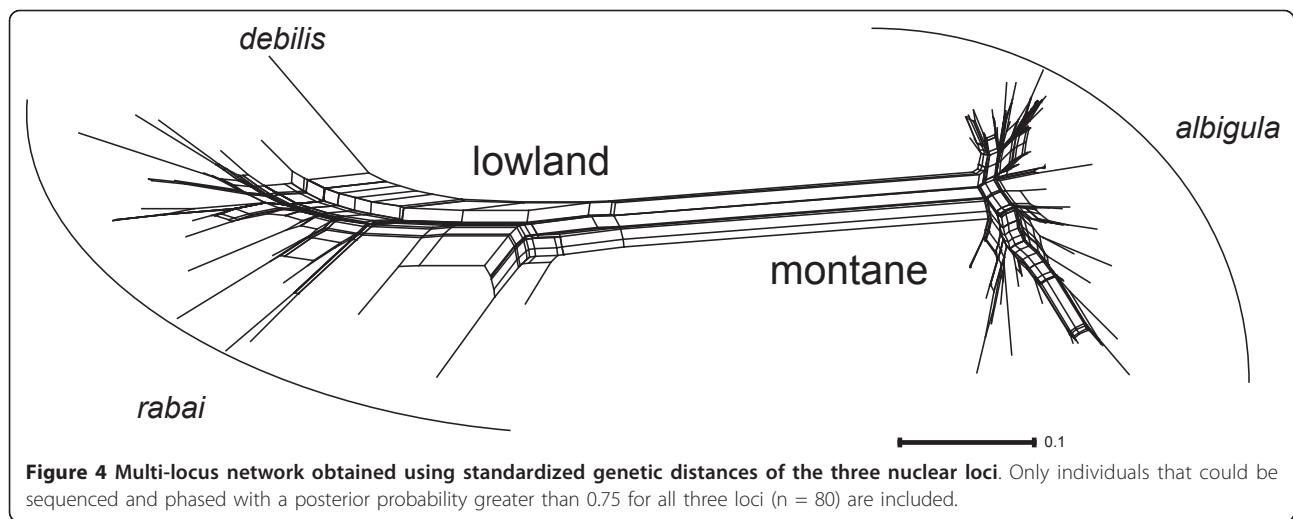 debilis
lowland
albigula
montane
rabai
0.1
Figure 4 Multi-locus network obtained using standardized genetic distances of the three nuclear loci. Only individuals that could be
sequenced and phased with a posterior probability greater than 0.75 for all three loci (n = 80) are included.